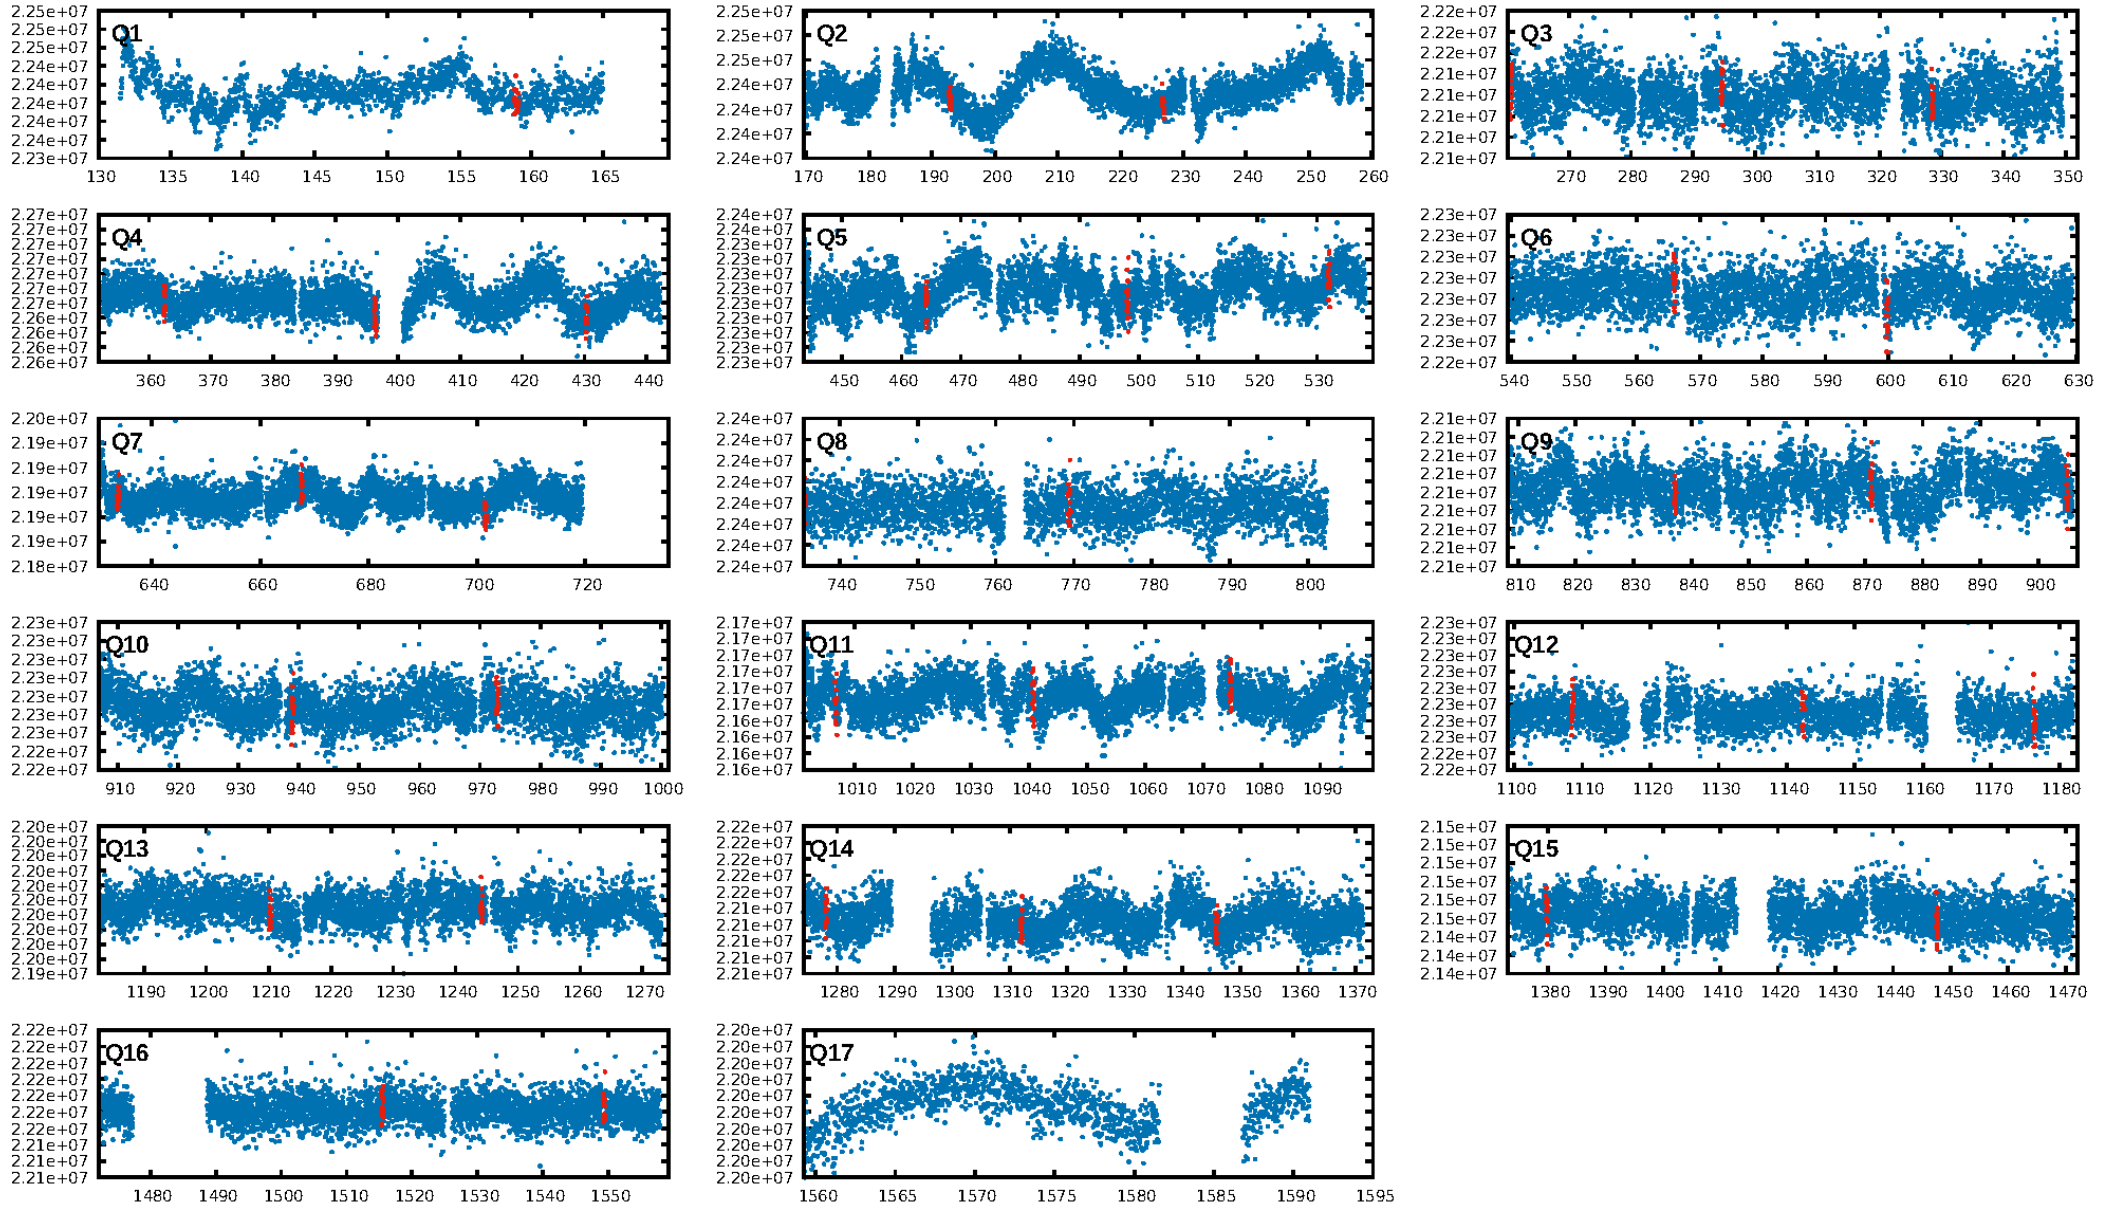 Q1
2.25e+07
2.25e+07
2.25e+07
2.24e+07
2.24e+07
2.24e+07
2.24e+07
2.24e+07
2.23e+07
130 135 140 145 150 155 160 165
Q2
2.25e+07
2.25e+07
2.25e+07
2.24e+07
2.24e+07
2.24e+07
2.24e+07
170 180 190 200 210 220 230 240 250 260
Q3
2.22e+07
2.22e+07
2.22e+07
2.21e+07
2.21e+07
2.21e+07
2.21e+07
2.21e+07
270 280 290 300 310 320 330 340 350
Q4
2.27e+07
2.27e+07
2.27e+07
2.27e+07
2.27e+07
2.27e+07
2.27e+07
2.26e+07
2.26e+07
2.26e+07
2.26e+07
360 370 380 390 400 410 420 430 440
Q5
2.24e+07
2.24e+07
2.23e+07
2.23e+07
2.23e+07
2.23e+07
2.23e+07
2.23e+07
2.23e+07
2.23e+07
2.23e+07
450 460 470 480 490 500 510 520 530
Q6
2.23e+07
2.23e+07
2.23e+07
2.23e+07
2.23e+07
2.23e+07
2.23e+07
2.22e+07
540 550 560 570 580 590 600 610 620 630
Q7
2.20e+07
2.19e+07
2.19e+07
2.19e+07
2.19e+07
2.19e+07
2.18e+07
640 660 680 700 720
Q8
2.24e+07
2.24e+07
2.24e+07
2.24e+07
2.24e+07
2.24e+07
2.24e+07
2.24e+07
740 750 760 770 780 790 800
Q9
2.21e+07
2.21e+07
2.21e+07
2.21e+07
2.21e+07
2.21e+07
2.21e+07
2.21e+07
2.21e+07
810 820 830 840 850 860 870 880 890 900
Q10
2.23e+07
2.23e+07
2.23e+07
2.23e+07
2.23e+07
2.23e+07
2.23e+07
2.22e+07
2.22e+07
910 920 930 940 950 960 970 980 990 1000
Q11
2.17e+07
2.17e+07
2.17e+07
2.17e+07
2.17e+07
2.17e+07
2.16e+07
2.16e+07
2.16e+07
2.16e+07
1010 1020 1030 1040 1050 1060 1070 1080 1090
Q12
2.23e+07
2.23e+07
2.23e+07
2.23e+07
2.23e+07
2.23e+07
2.23e+07
2.22e+07
2.22e+07
1100 1110 1120 1130 1140 1150 1160 1170 1180
Q13
2.20e+07
2.20e+07
2.20e+07
2.20e+07
2.20e+07
2.20e+07
2.20e+07
2.20e+07
2.20e+07
2.20e+07
2.19e+07
1190 1200 1210 1220 1230 1240 1250 1260 1270
Q14
2.22e+07
2.22e+07
2.22e+07
2.22e+07
2.22e+07
2.21e+07
2.21e+07
2.21e+07
2.21e+07
2.21e+07
1280 1290 1300 1310 1320 1330 1340 1350 1360 1370
Q15
2.15e+07
2.15e+07
2.15e+07
2.15e+07
2.15e+07
2.15e+07
2.14e+07
2.14e+07
2.14e+07
1380 1390 1400 1410 1420 1430 1440 1450 1460 1470
Q16
2.22e+07
2.22e+07
2.22e+07
2.22e+07
2.22e+07
2.22e+07
2.22e+07
2.21e+07
2.21e+07
2.21e+07
1480 1490 1500 1510 1520 1530 1540 1550
Q17
2.20e+07
2.20e+07
2.20e+07
2.20e+07
2.20e+07
2.20e+07
2.20e+07
2.20e+07
2.20e+07
2.20e+07
1560 1565 1570 1575 1580 1585 1590 1595